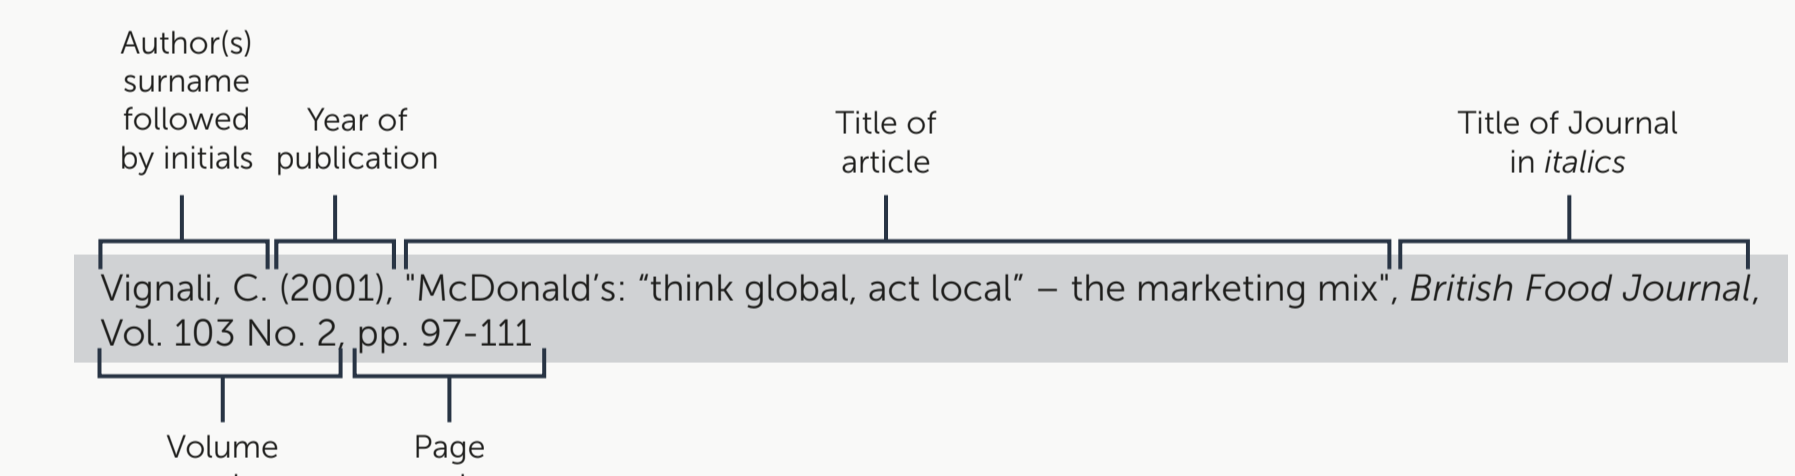 Author(s)
surname
followed
by initials
Year of
publication
Title of
article
Title of Journal
in italics
Vignali, C. (2001), "McDonald’s: “think global, act local” – the marketing mix", British Food Journal,
Vol. 103 No. 2, pp. 97-111
Volume
Page